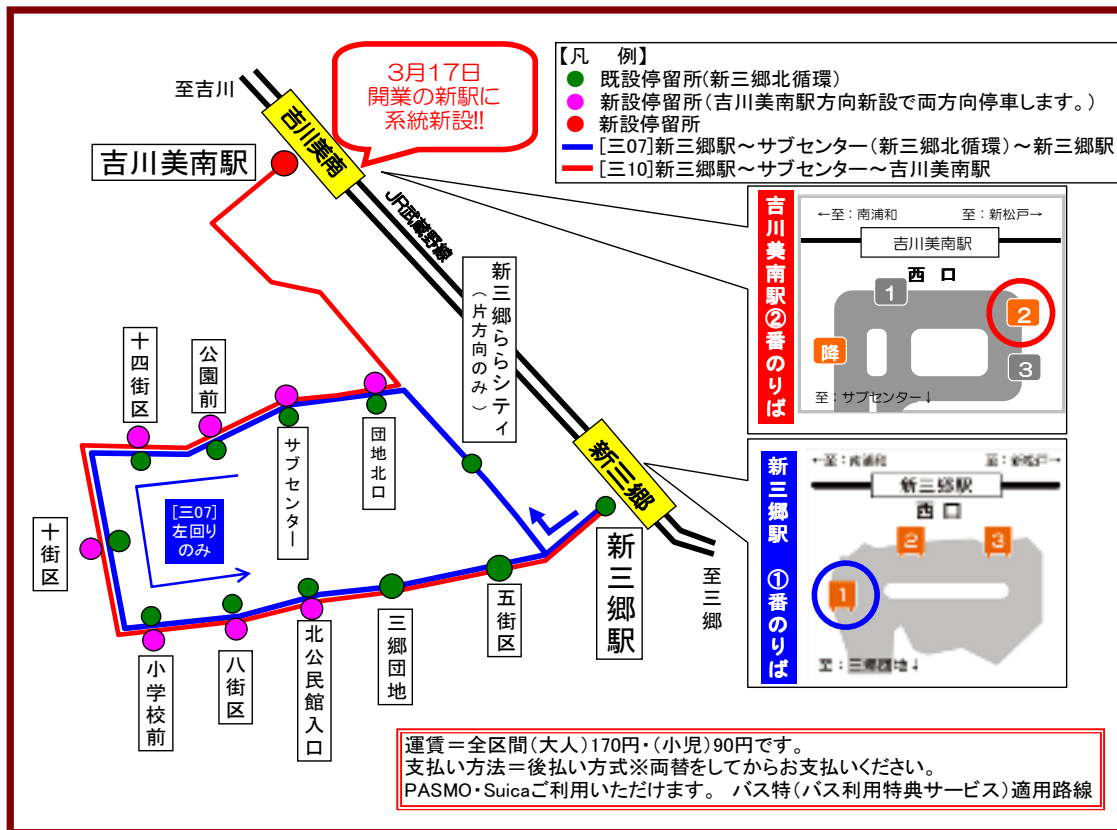 3月17日
開業の新駅に
系統新設!!
至吉川
吉川美南
吉川美南駅
JR武蔵野線
【凡　例】
既設停留所(新三郷北循環)
新設停留所(吉川美南駅方向新設で両方向停車します。)
新設停留所
[三07]新三郷駅～サブセンター(新三郷北循環)～新三郷駅
[三10]新三郷駅～サブセンター～吉川美南駅
吉川美南駅②番のりば
←至：南浦和
至：新松戸→
吉川美南駅
西 口
1
2
降
3
至：サブセンター↓
新三郷ららシティ
(片方向のみ)
十四街区
公園前
サブセンター
団地北口
新三郷
新三郷駅
至三郷
[三07]
左回り
のみ
十街区
小学校前
八街区
北公民館入口
三郷団地
五街区
新三郷駅 ①番のりば
←至：南浦和
至：新松戸→
新三郷駅
西 口
2
3
1
至：三郷団地↓
運賃＝全区間(大人)170円・(小児)90円です。
支払い方法＝後払い方式※両替をしてからお支払いください。
PASMO・Suicaご利用いただけます。 バス特(バス利用特典サービス)適用路線